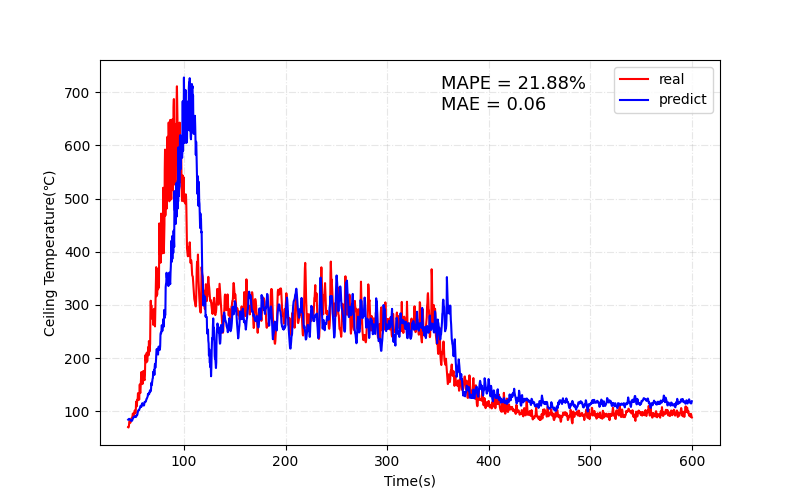 MAPE = 21.88%
MAE = 0.06
real
predict
Ceiling Temperature(℃)
700
600
500
400
300
200
100
100 200 300 400 500 600
Time(s)